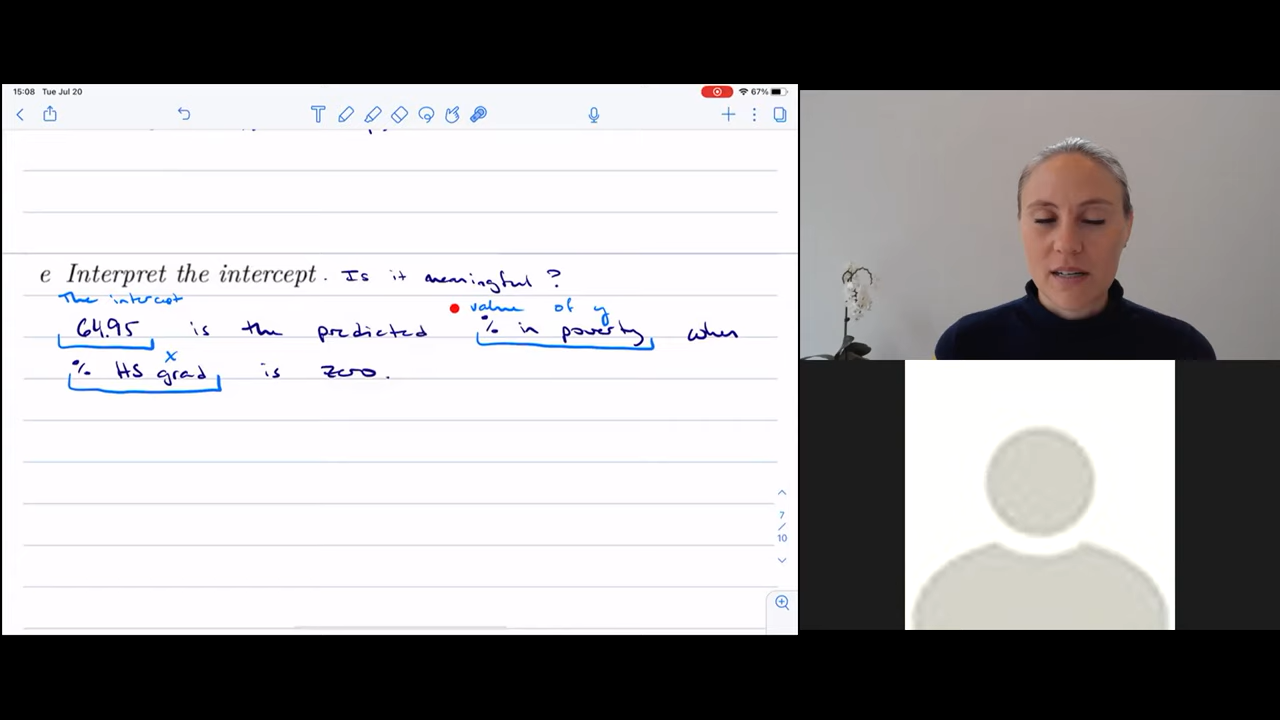 15:08 Tue Jul 20
67%
T
e Interpret the intercept. Is it meaningful?
The intercept value of y
64.95 is the predicted % in poverty when
x
% HS grad is zero.
7
/
10